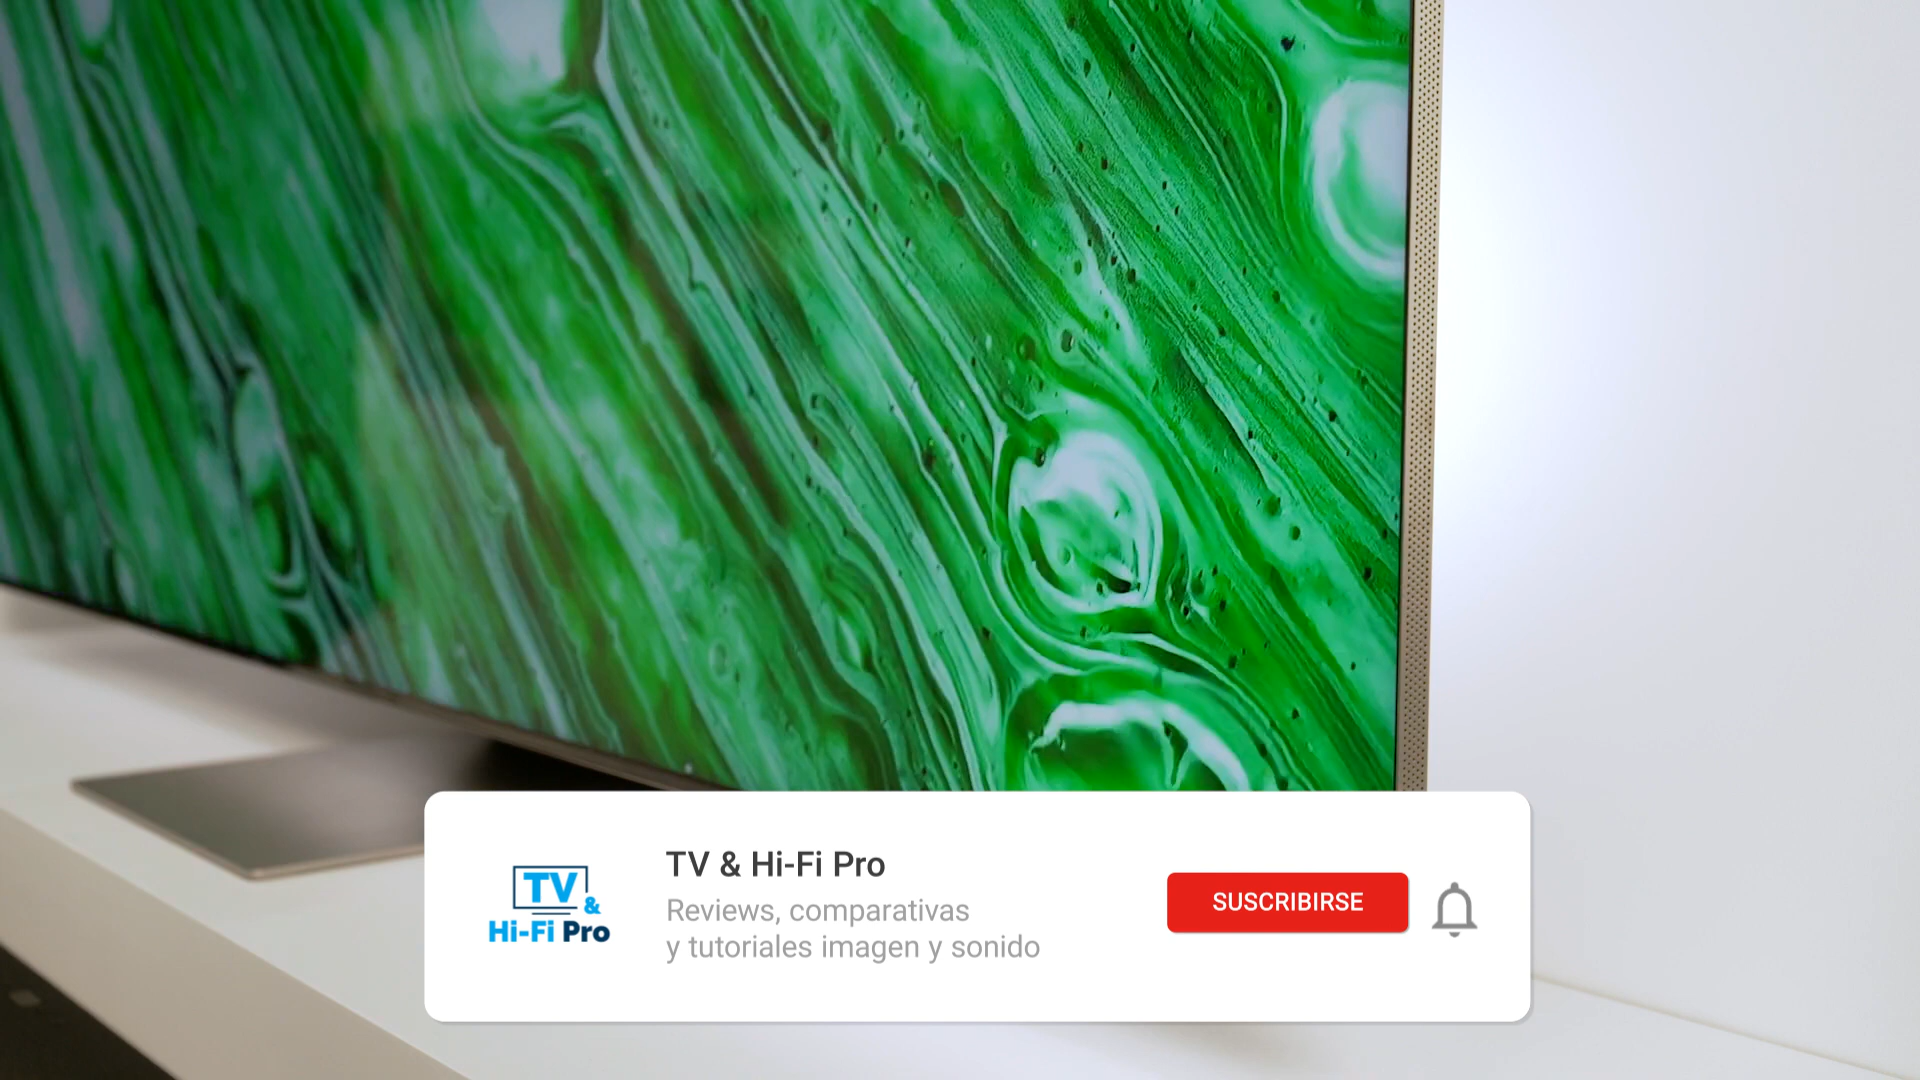 TV & Hi-Fi Pro
Reviews, comparativas
y tutoriales imagen y sonido
TV &
Hi-Fi Pro
SUSCRIBIRSE